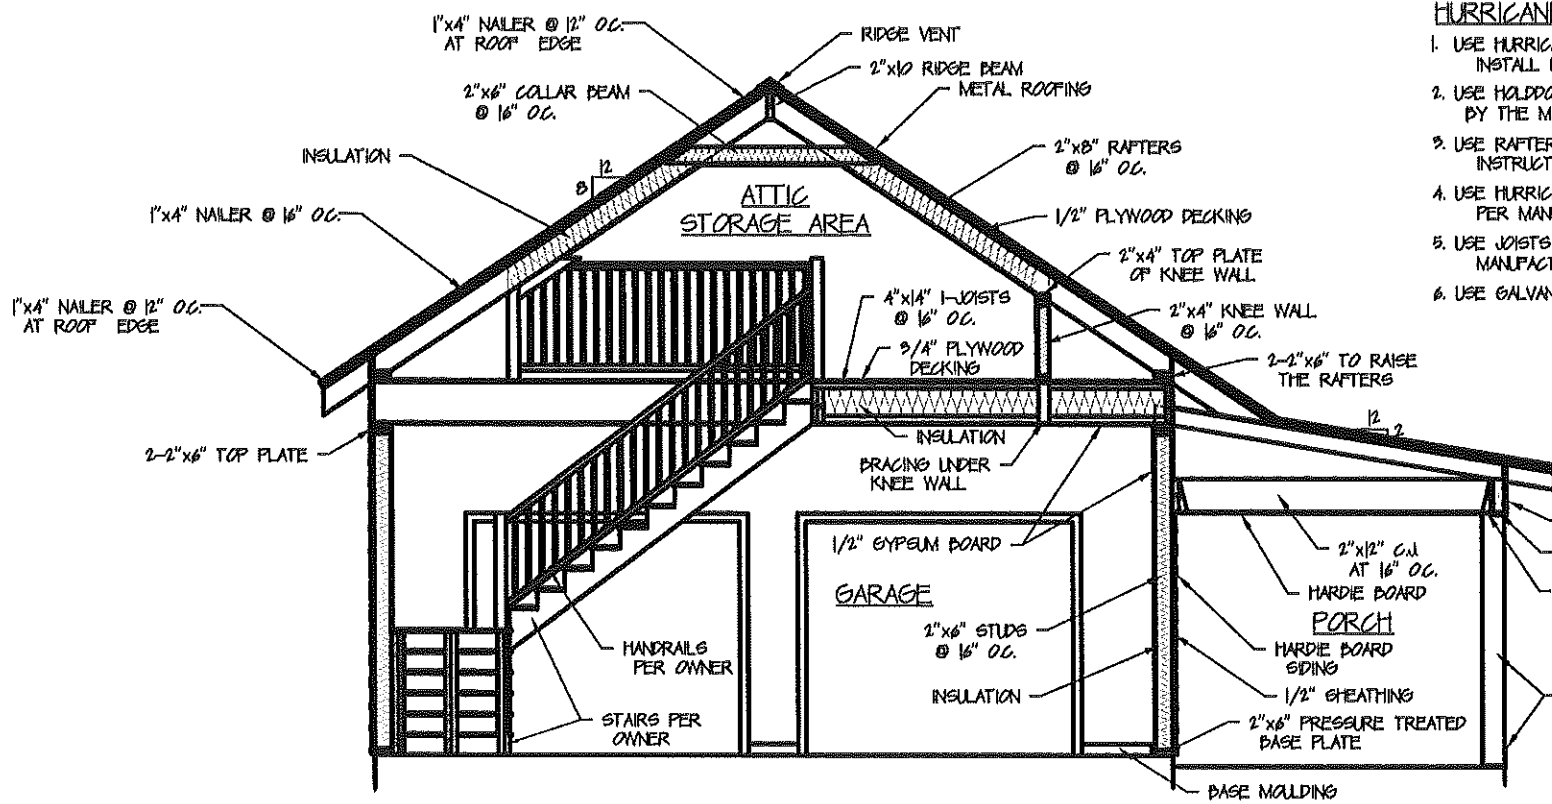 1"x4" NAILER @ 12" O.C.
AT ROOF EDGE
RIDGE VENT
2"x10 RIDGE BEAM
METAL ROOFING
2"x6" COLLAR BEAM
@ 16" O.C.
INSULATION
12
8
ATTIC
STORAGE AREA
2"x8" RAFTERS
@ 16" O.C.
1"x4" NAILER @ 16" O.C.
1/2" PLYWOOD DECKING
2"x4" TOP PLATE
OF KNEE WALL
1"x4" NAILER @ 12" O.C.
AT ROOF EDGE
4"x14" I-JOISTS
@ 16" O.C.
2"x4" KNEE WALL
@ 16" O.C.
3/4" PLYWOOD
DECKING
2-2"x6" TO RAISE
THE RAFTERS
12
2
2-2"x6" TOP PLATE
INSULATION
BRACING UNDER
KNEE WALL
1/2" GYPSUM BOARD
2"x12" C.J.
AT 16" O.C.
HARDIE BOARD
GARAGE
PORCH
2"x6" STUDS
@ 16" O.C.
HANDRAILS
PER OWNER
HARDIE BOARD
SIDING
INSULATION
1/2" SHEATHING
STAIRS PER
OWNER
2"x6" PRESSURE TREATED
BASE PLATE
BASE MOULDING
HURRICAN
1. USE HURRIC
INSTALL
2. USE HOLDDO
BY THE M
3. USE RAFTER
INSTRUCT
4. USE HURRIC
PER MAN
5. USE JOISTS
MANUFACT
6. USE GALVAN